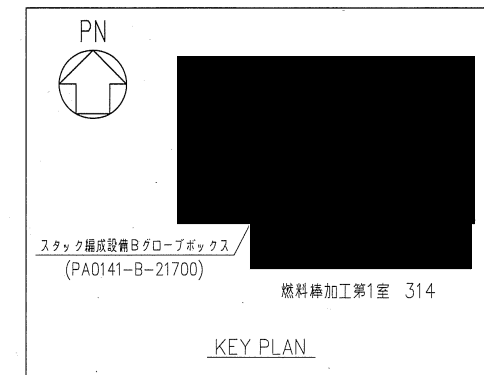 PN
スタック編成設備Bグローブボックス
(PA0141-B-21700)
燃料棒加工第1室 314
KEY PLAN